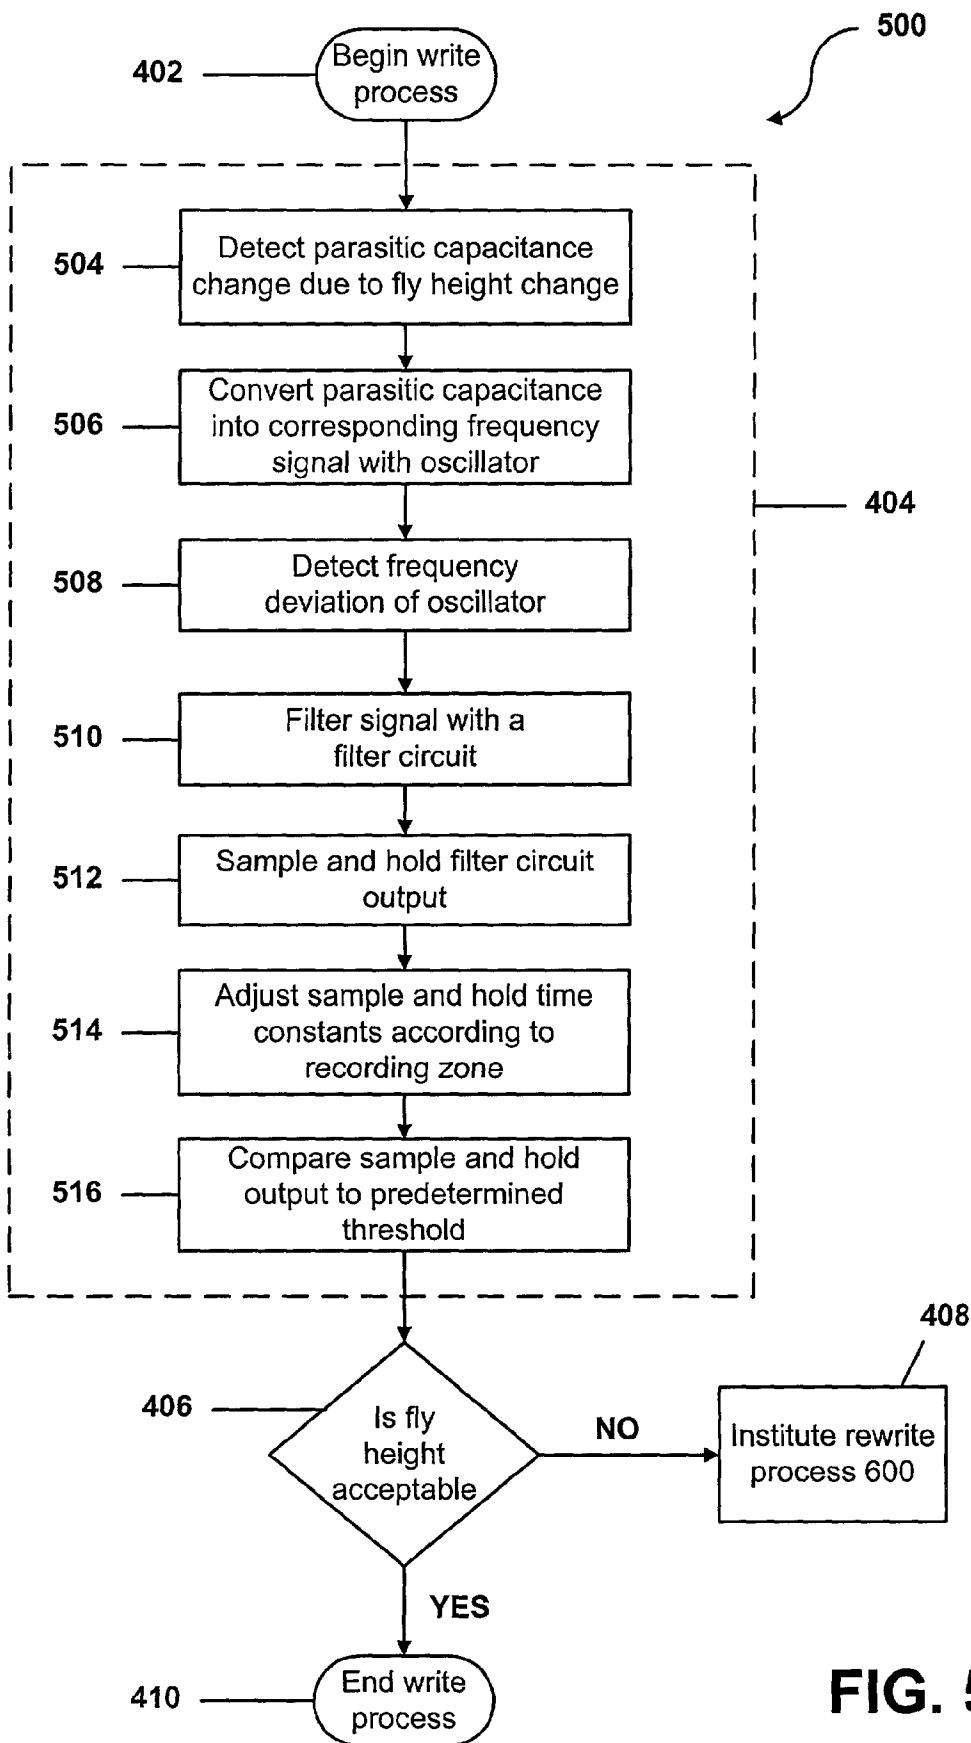 500
402
Begin write
process
504
Detect parasitic capacitance
change due to fly height change
506
Convert parasitic capacitance
into corresponding frequency
signal with oscillator
404
508
Detect frequency
deviation of oscillator
510
Filter signal with a
filter circuit
512
Sample and hold filter circuit
output
514
Adjust sample and hold time
constants according to
recording zone
516
Compare sample and hold
output to predetermined
threshold
408
406
Is fly
height
acceptable
NO
Institute rewrite
process 600
YES
410
End write
process
FIG. 5